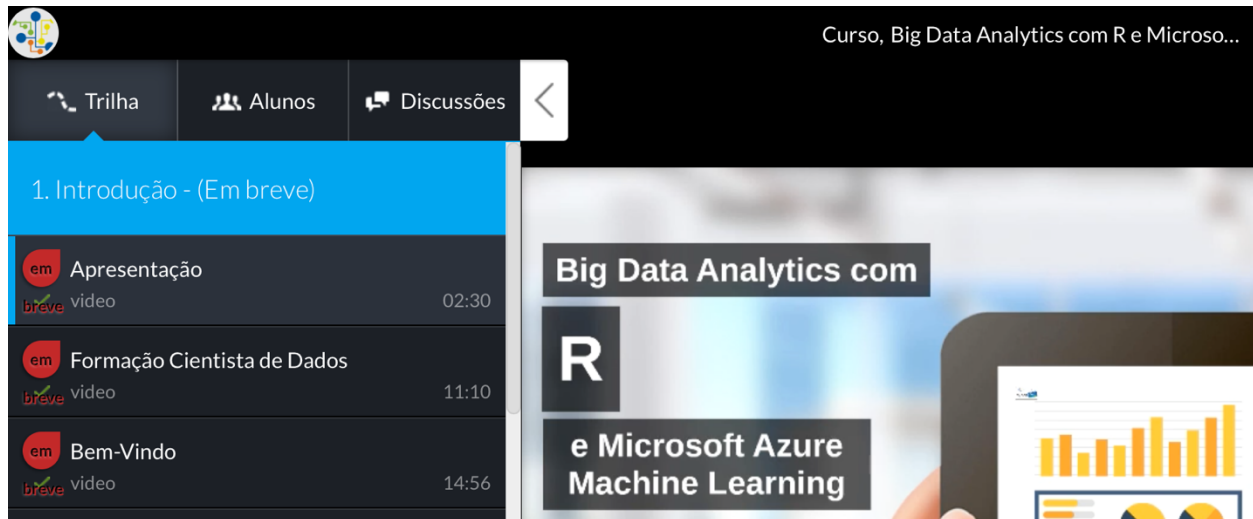 Curso, Big Data Analytics com R e Microso...
Trilha
Alunos
Discussões
1. Introdução - (Em breve)
em
breve
Apresentação
video
02:30
em
breve
Formação Cientista de Dados
video
11:10
em
breve
Bem-Vindo
video
14:56
Big Data Analytics com
R
e Microsoft Azure
Machine Learning